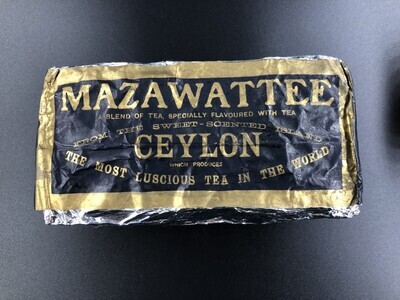 MAZAWATTEE
A BLEND OF TEA, SPECIALLY FLAVOURED WITH TEA
FROM THE SWEET-SCENTED ISLAND
CEYLON
WHICH PRODUCES
THE MOST LUSCIOUS TEA IN THE WORLD